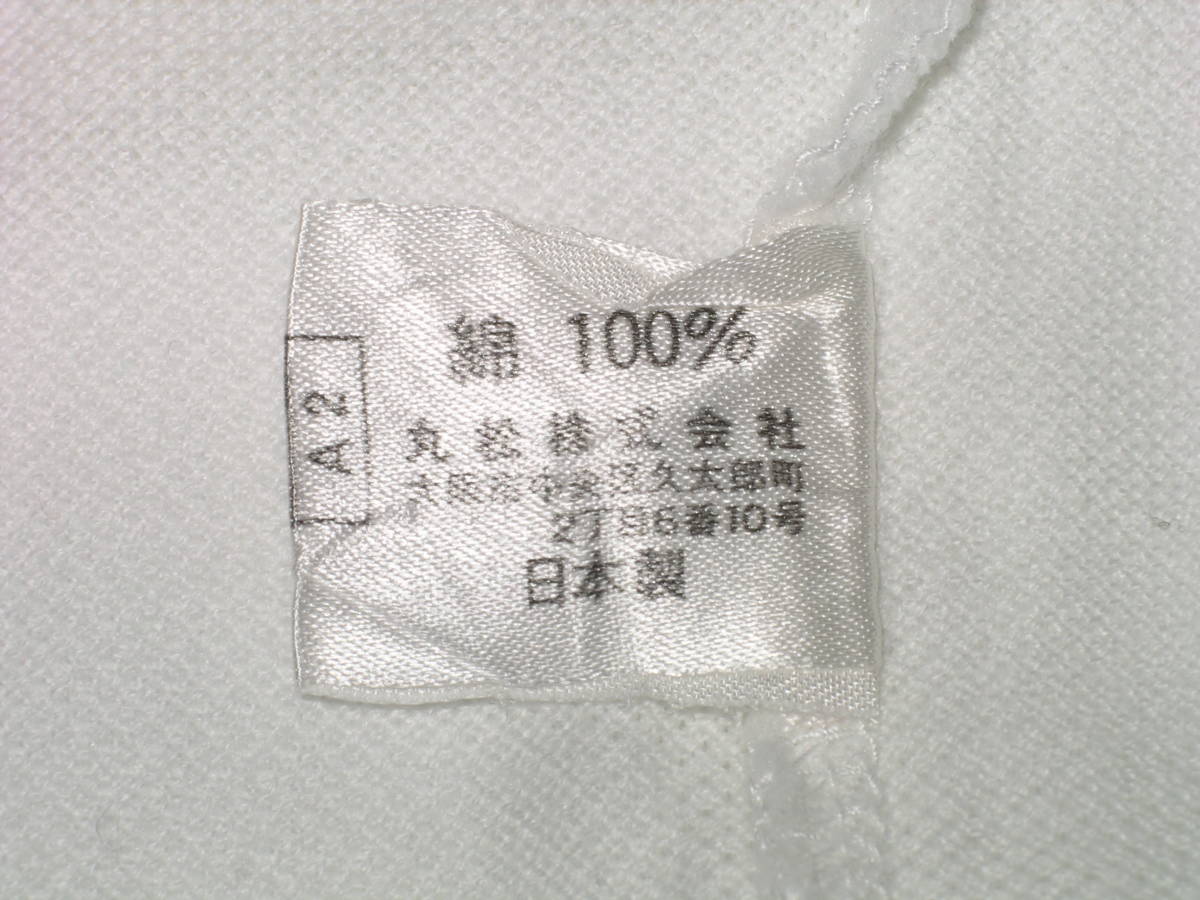 綿 100%
丸松株式会社
大阪市中央区久太郎町
2丁目6番10号
日本製
A2